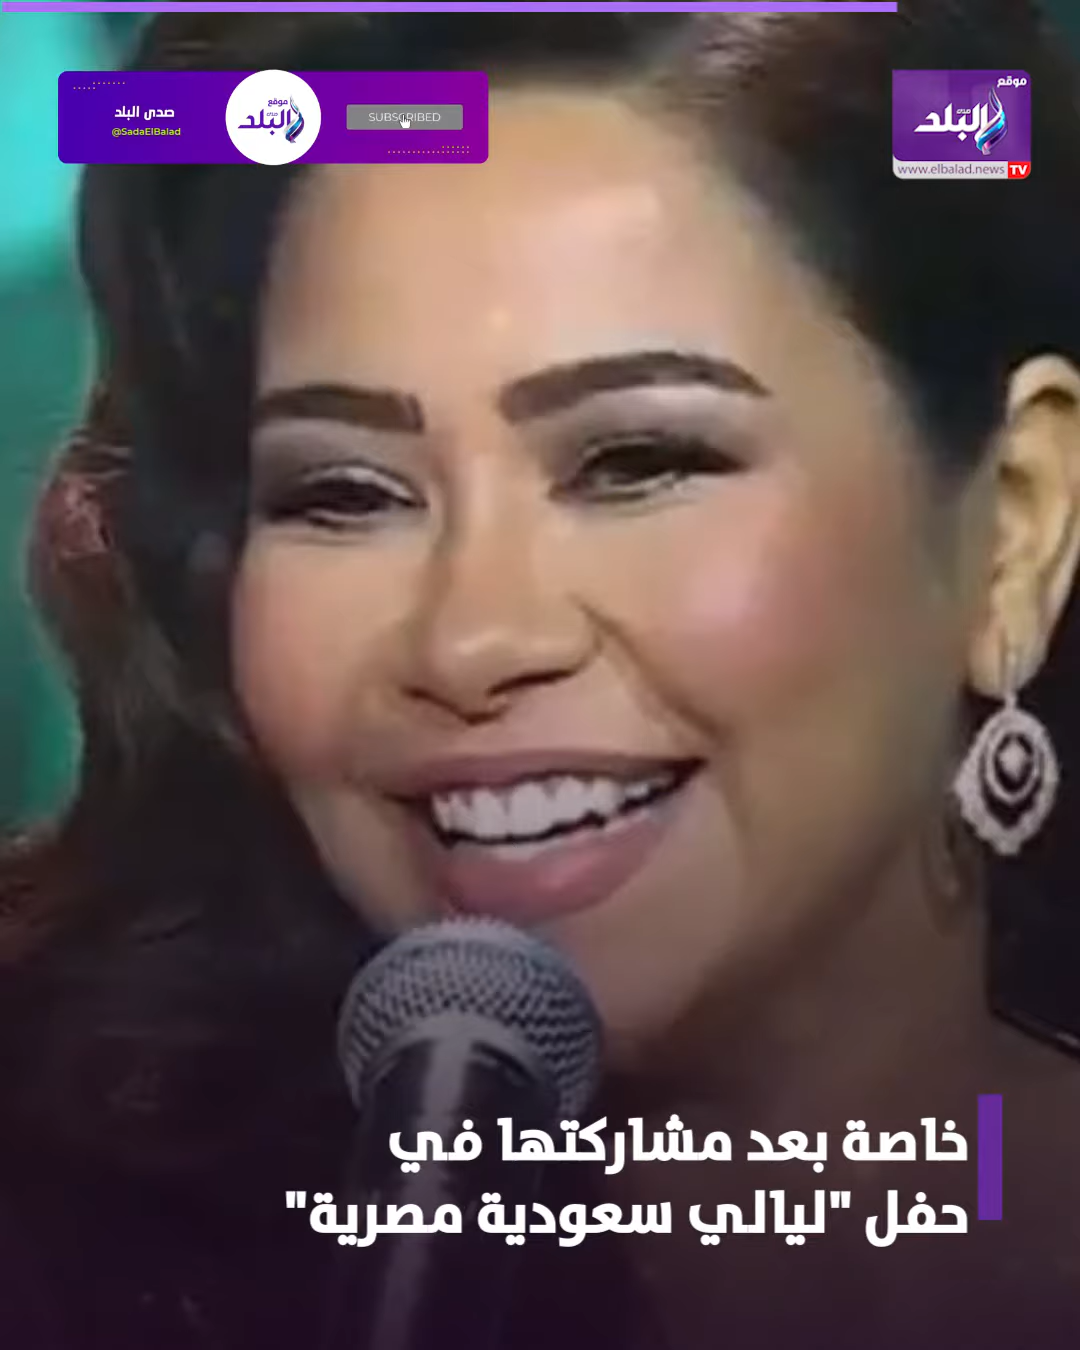 صدى البلد
@SadaElBalad
موقع
صدى
البلد
SUBSCRIBED
موقع
صدى
البلد
www.elbalad.news TV
خاصة بعد مشاركتها في
حفل "ليالي سعودية مصرية"